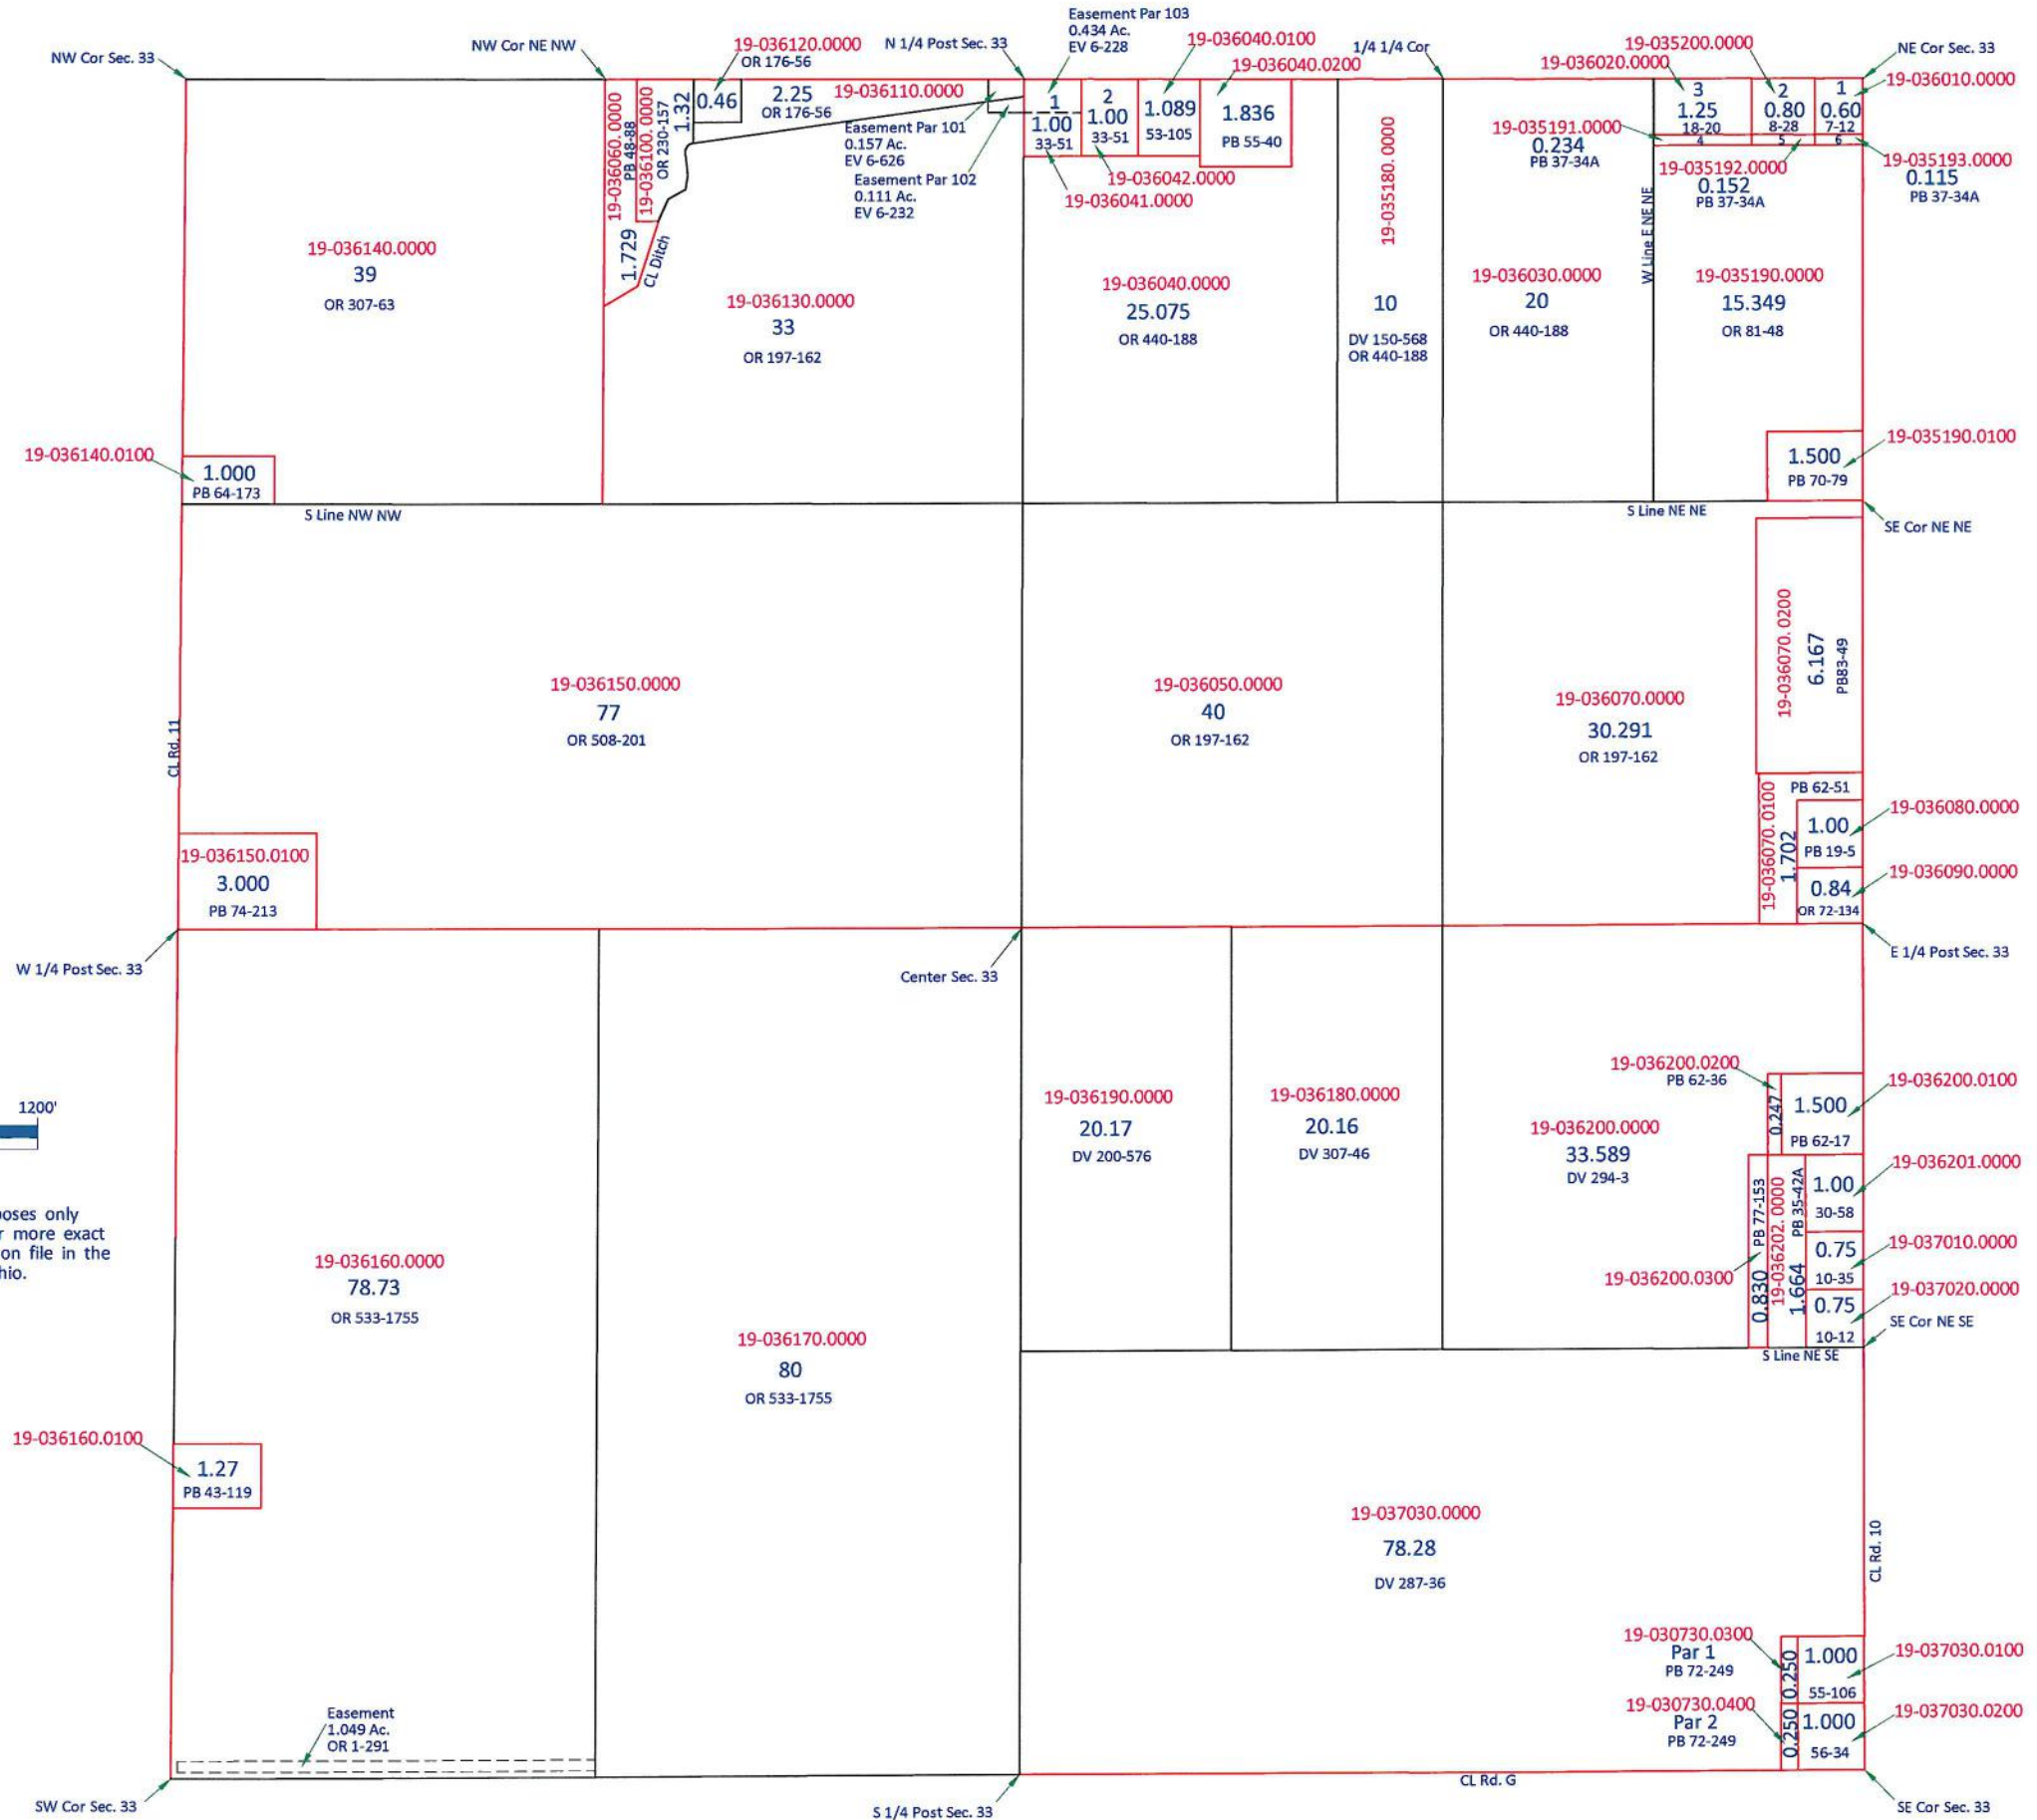 Easement Par 103
0.434 Ac.
EV 6-228
NW Cor Sec. 33
NW Cor NE NW
19-036120.0000
OR 176-56
N 1/4 Post Sec. 33
19-036040.0100
1/4 1/4 Cor
19-035200.0000
NE Cor Sec. 33
19-036020.0000
19-036040.0200
19-036010.0000
19-036060.0000
PB 48-88
1.729
19-036100.0000
OR 230-157
1.32
0.46
2.25
OR 176-56
19-036110.0000
Easement Par 101
0.157 Ac.
EV 6-626
Easement Par 102
0.111 Ac.
EV 6-232
1
1.00
33-51
2
1.00
33-51
1.089
53-105
1.836
PB 55-40
19-036042.0000
19-036041.0000
3
1.25
18-20
2
0.80
8-28
1
0.60
7-12
4
5
6
19-035191.0000
0.234
PB 37-34A
19-035192.0000
0.152
PB 37-34A
19-035193.0000
0.115
PB 37-34A
CL Ditch
19-036140.0000
39
OR 307-63
19-036130.0000
33
OR 197-162
19-036040.0000
25.075
OR 440-188
19-035180.0000
10
DV 150-568
OR 440-188
19-036030.0000
20
OR 440-188
W Line E NE NE
19-035190.0000
15.349
OR 81-48
19-036140.0100
1.000
PB 64-173
19-035190.0100
1.500
PB 70-79
S Line NW NW
S Line NE NE
SE Cor NE NE
CL Rd. 11
19-036150.0000
77
OR 508-201
19-036050.0000
40
OR 197-162
19-036070.0000
30.291
OR 197-162
19-036070.0200
6.167
PB83-49
PB 62-51
19-036070.0100
1.702
19-036080.0000
1.00
PB 19-5
19-036090.0000
0.84
OR 72-134
19-036150.0100
3.000
PB 74-213
W 1/4 Post Sec. 33
Center Sec. 33
E 1/4 Post Sec. 33
1200'
oses only
r more exact
on file in the
hio.
19-036190.0000
20.17
DV 200-576
19-036180.0000
20.16
DV 307-46
19-036200.0000
33.589
DV 294-3
19-036200.0200
PB 62-36
0.247
19-036200.0100
1.500
PB 62-17
19-036201.0000
1.00
30-58
PB 77-153
0.830
19-036202.0000
PB 35-42A
1.664
19-036200.0300
19-037010.0000
0.75
10-35
19-037020.0000
0.75
10-12
SE Cor NE SE
S Line NE SE
19-036160.0000
78.73
OR 533-1755
19-036170.0000
80
OR 533-1755
19-036160.0100
1.27
PB 43-119
19-037030.0000
78.28
DV 287-36
CL Rd. 10
19-030730.0300
Par 1
PB 72-249
0.250
1.000
55-106
19-037030.0100
19-030730.0400
Par 2
PB 72-249
0.250
1.000
56-34
19-037030.0200
Easement
1.049 Ac.
OR 1-291
CL Rd. G
SW Cor Sec. 33
S 1/4 Post Sec. 33
SE Cor Sec. 33